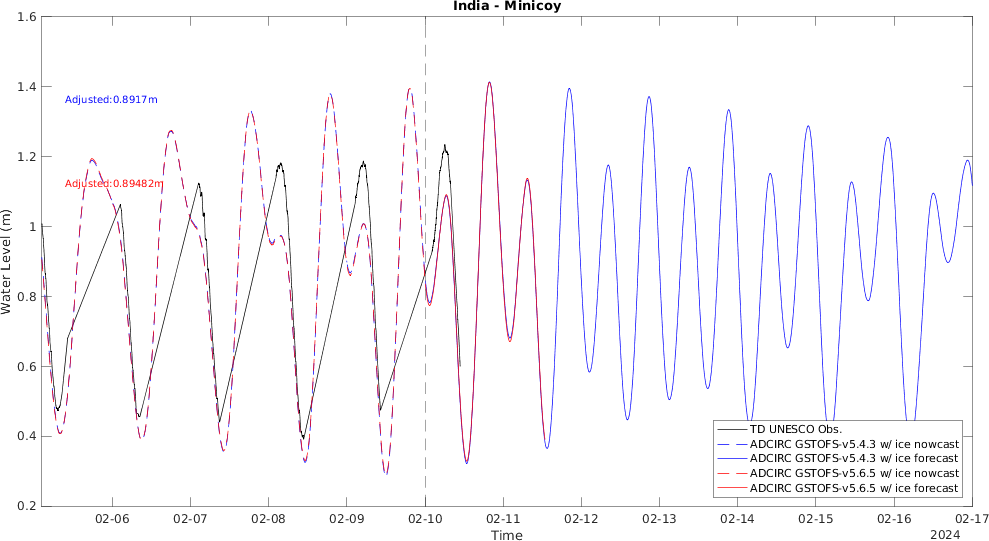 India - Minicoy
1.6
1.4
1.2
1
0.8
0.6
0.4
0.2
Water Level (m)
Adjusted:0.8917m
Adjusted:0.89482m
TD UNESCO Obs.
ADCIRC GSTOFS-v5.4.3 w/ ice nowcast
ADCIRC GSTOFS-v5.4.3 w/ ice forecast
ADCIRC GSTOFS-v5.6.5 w/ ice nowcast
ADCIRC GSTOFS-v5.6.5 w/ ice forecast
02-06 02-07 02-08 02-09 02-10 02-11 02-12 02-13 02-14 02-15 02-16 02-17
Time
2024